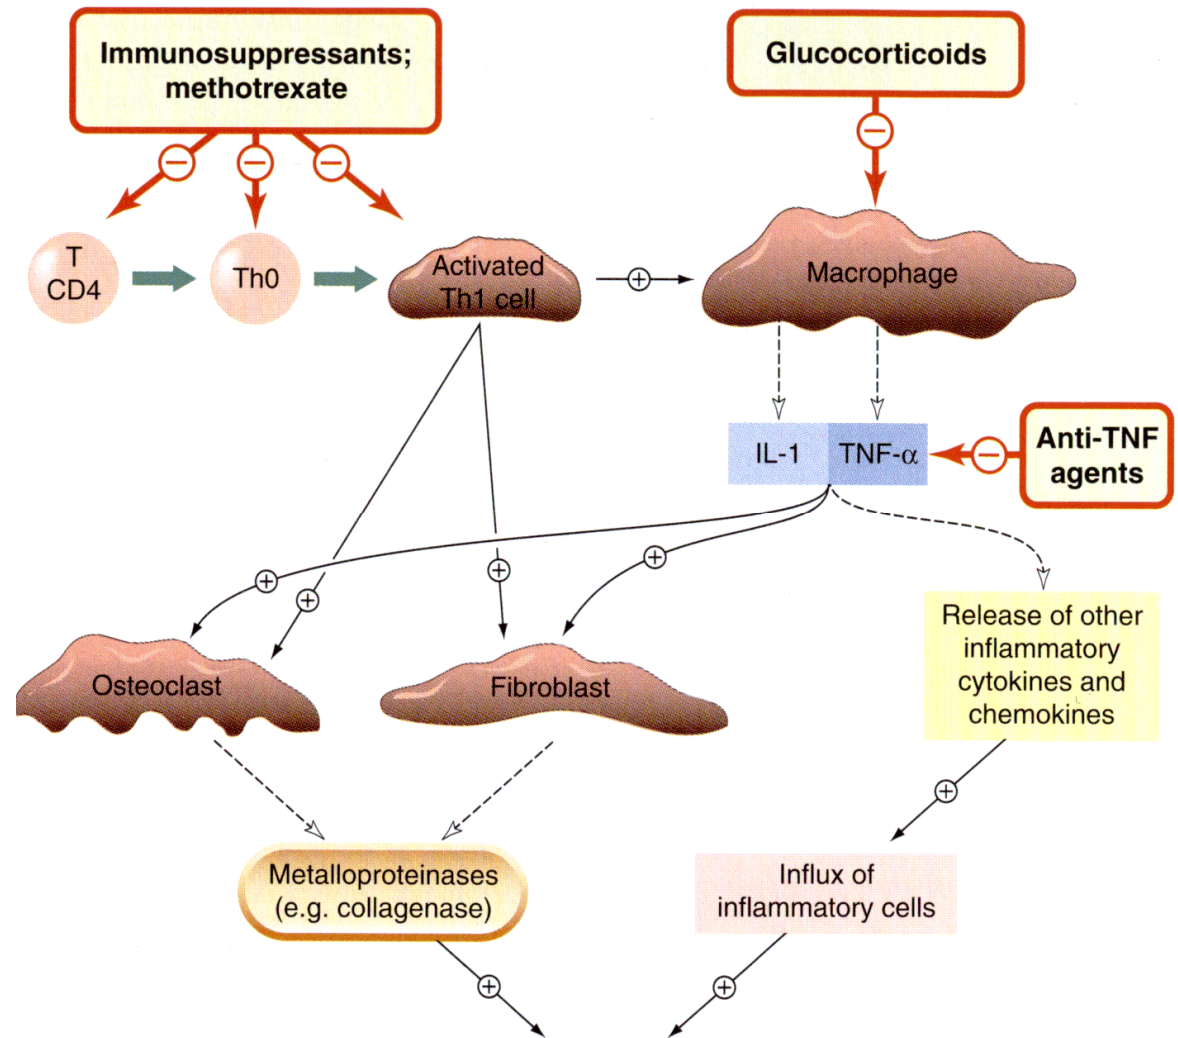 Immunosuppressants;
methotrexate
Glucocorticoids
−
−
−
−
T
CD4
Th0
Activated
Th1 cell
+
Macrophage
IL-1
TNF-α
−
Anti-TNF
agents
+
+
+
+
Osteoclast
Fibroblast
Release of other
inflammatory
cytokines and
chemokines
+
Metalloproteinases
(e.g. collagenase)
Influx of
inflammatory cells
+
+